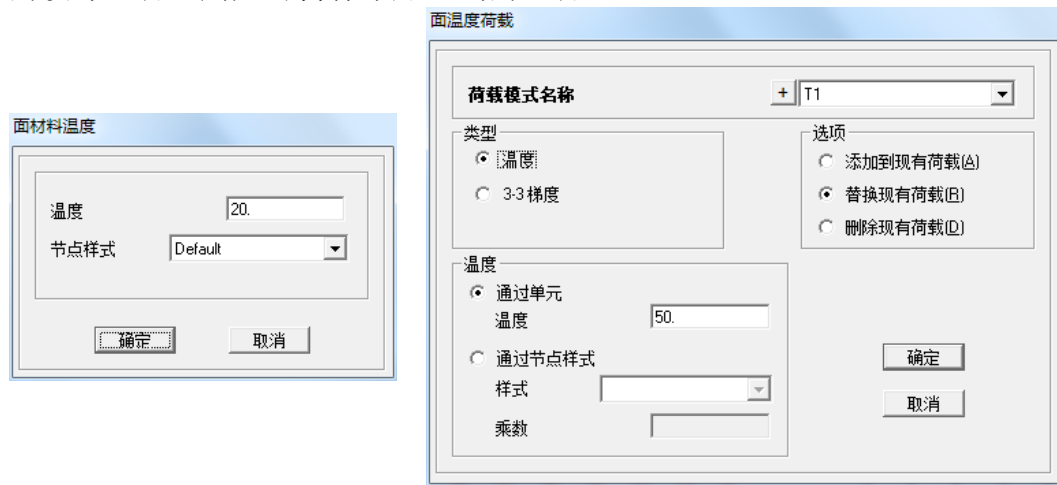 面材料温度
温度 20.
节点样式 Default
确定 取消
面温度荷载
荷载模式名称 + T1
类型
温度
3-3 梯度
选项
添加到现有荷载(A)
替换现有荷载(R)
删除现有荷载(D)
温度
通过单元
温度 50.
通过节点样式
样式
乘数
确定
取消